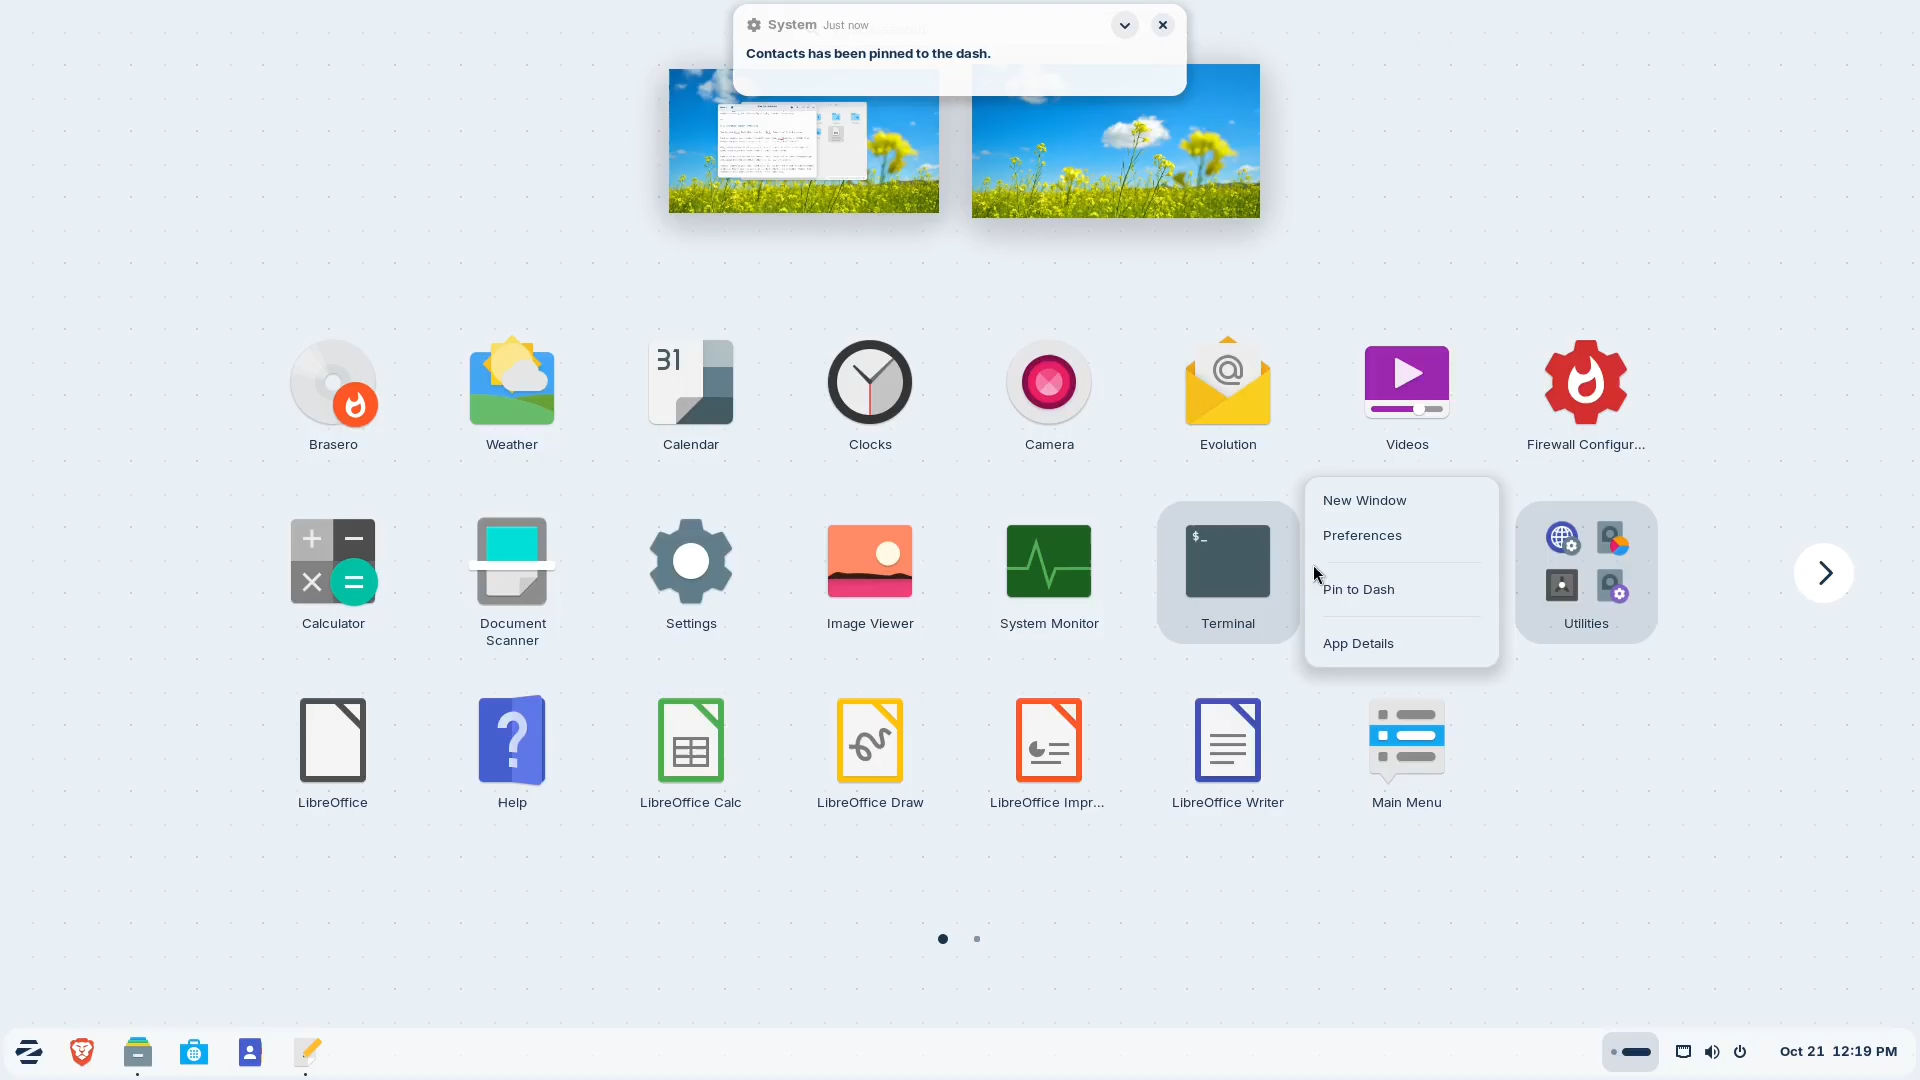 System Just now
Contacts has been pinned to the dash.
31
Brasero
Weather
Calendar
Clocks
Camera
Evolution
Videos
Firewall Configur...
$_
New Window
Preferences
Pin to Dash
App Details
Calculator
Document
Scanner
Settings
Image Viewer
System Monitor
Terminal
Utilities
LibreOffice
Help
LibreOffice Calc
LibreOffice Draw
LibreOffice Impr...
LibreOffice Writer
Main Menu
Oct 21 12:19 PM